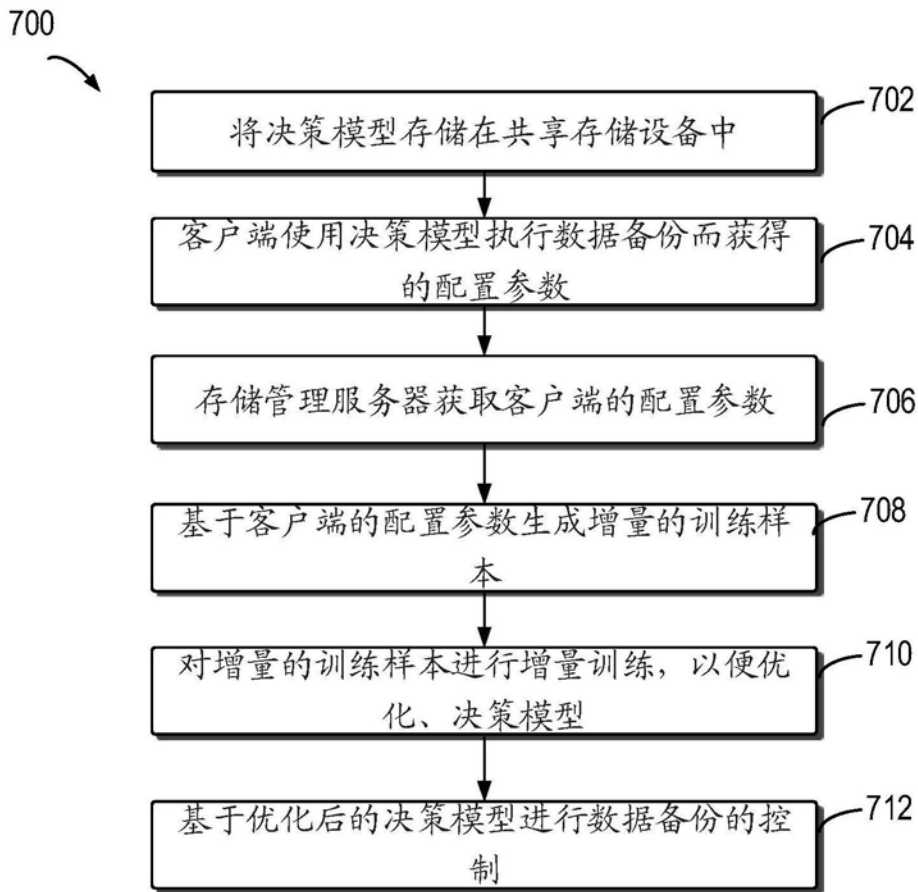 700
将决策模型存储在共享存储设备中
702
客户端使用决策模型执行数据备份而获得
的配置参数
704
存储管理服务器获取客户端的配置参数
706
基于客户端的配置参数生成增量的训练样
本
708
对增量的训练样本进行增量训练，以便优
化、决策模型
710
基于优化后的决策模型进行数据备份的控
制
712